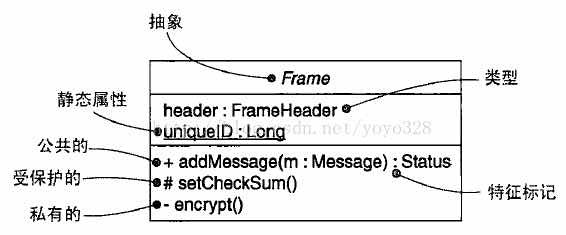 抽象
Frame
类型
静态属性
header : FrameHeader
uniqueID : Long
公共的
+ addMessage(m : Message) : Status
受保护的
# setCheckSum()
特征标记
私有的
- encrypt()